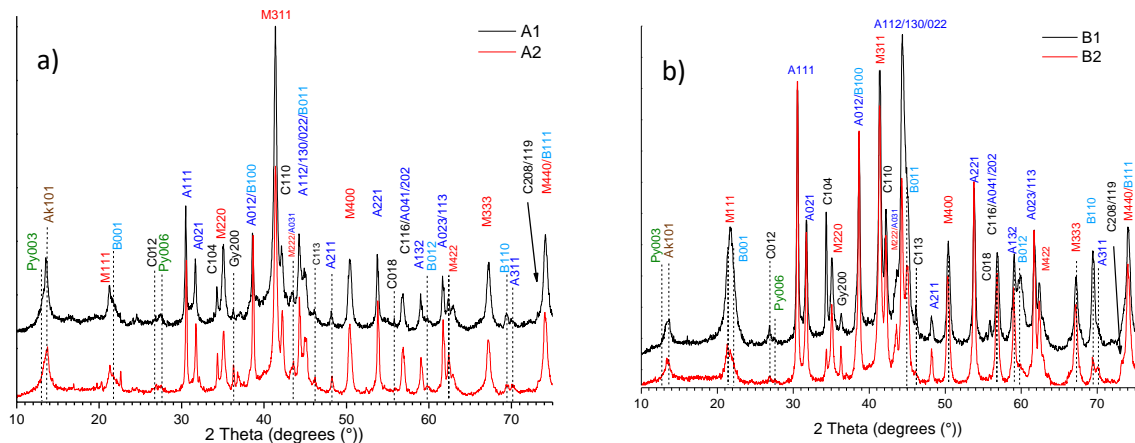 a)
A1
A2
Py003
Ak101
M111
B001
C012
Py006
A111
A021
C104
M220
Gy200
A012/B100
M311
C110
M222/A031
A112/130/022/B011
C113
A211
M400
A221
C018
C116/A041/202
A132
B012
A023/113
M422
M333
B110
A311
C208/119
M440/B111
10 20 30 40 50 60 70
2 Theta (degrees (°))
b)
B1
B2
Py003
Ak101
M111
B001
C012
Py006
A111
A021
C104
M220
Gy200
A012/B100
M311
C110
M222/A031
A112/130/022
B011
C113
A211
M400
A221
C018
C116/A041/202
A132
B012
A023/113
M422
M333
B110
A311
C208/119
M440/B111
10 20 30 40 50 60 70
2 Theta (degrees (°))